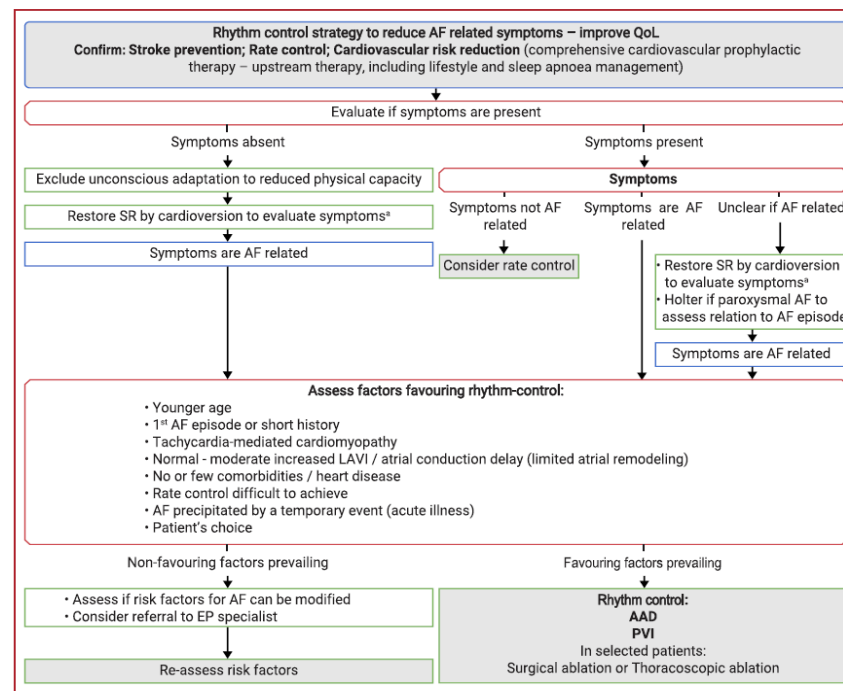 Rhythm control strategy to reduce AF related symptoms – improve QoL
Confirm: Stroke prevention; Rate control; Cardiovascular risk reduction (comprehensive cardiovascular prophylactic
therapy – upstream therapy, including lifestyle and sleep apnoea management)
Evaluate if symptoms are present
Symptoms absent
Symptoms present
Exclude unconscious adaptation to reduced physical capacity
Restore SR by cardioversion to evaluate symptomsᵃ
Symptoms are AF related
Symptoms
Symptoms not AF
related
Symptoms are AF
related
Unclear if AF related
Consider rate control
• Restore SR by cardioversion
to evaluate symptomsᵃ
• Holter if paroxysmal AF to
assess relation to AF episode
Symptoms are AF related
Assess factors favouring rhythm-control:
• Younger age
• 1ˢᵗ AF episode or short history
• Tachycardia-mediated cardiomyopathy
• Normal - moderate increased LAVI / atrial conduction delay (limited atrial remodeling)
• No or few comorbidities / heart disease
• Rate control difficult to achieve
• AF precipitated by a temporary event (acute illness)
• Patient's choice
Non-favouring factors prevailing
Favouring factors prevailing
• Assess if risk factors for AF can be modified
• Consider referral to EP specialist
Re-assess risk factors
Rhythm control:
AAD
PVI
In selected patients:
Surgical ablation or Thoracoscopic ablation